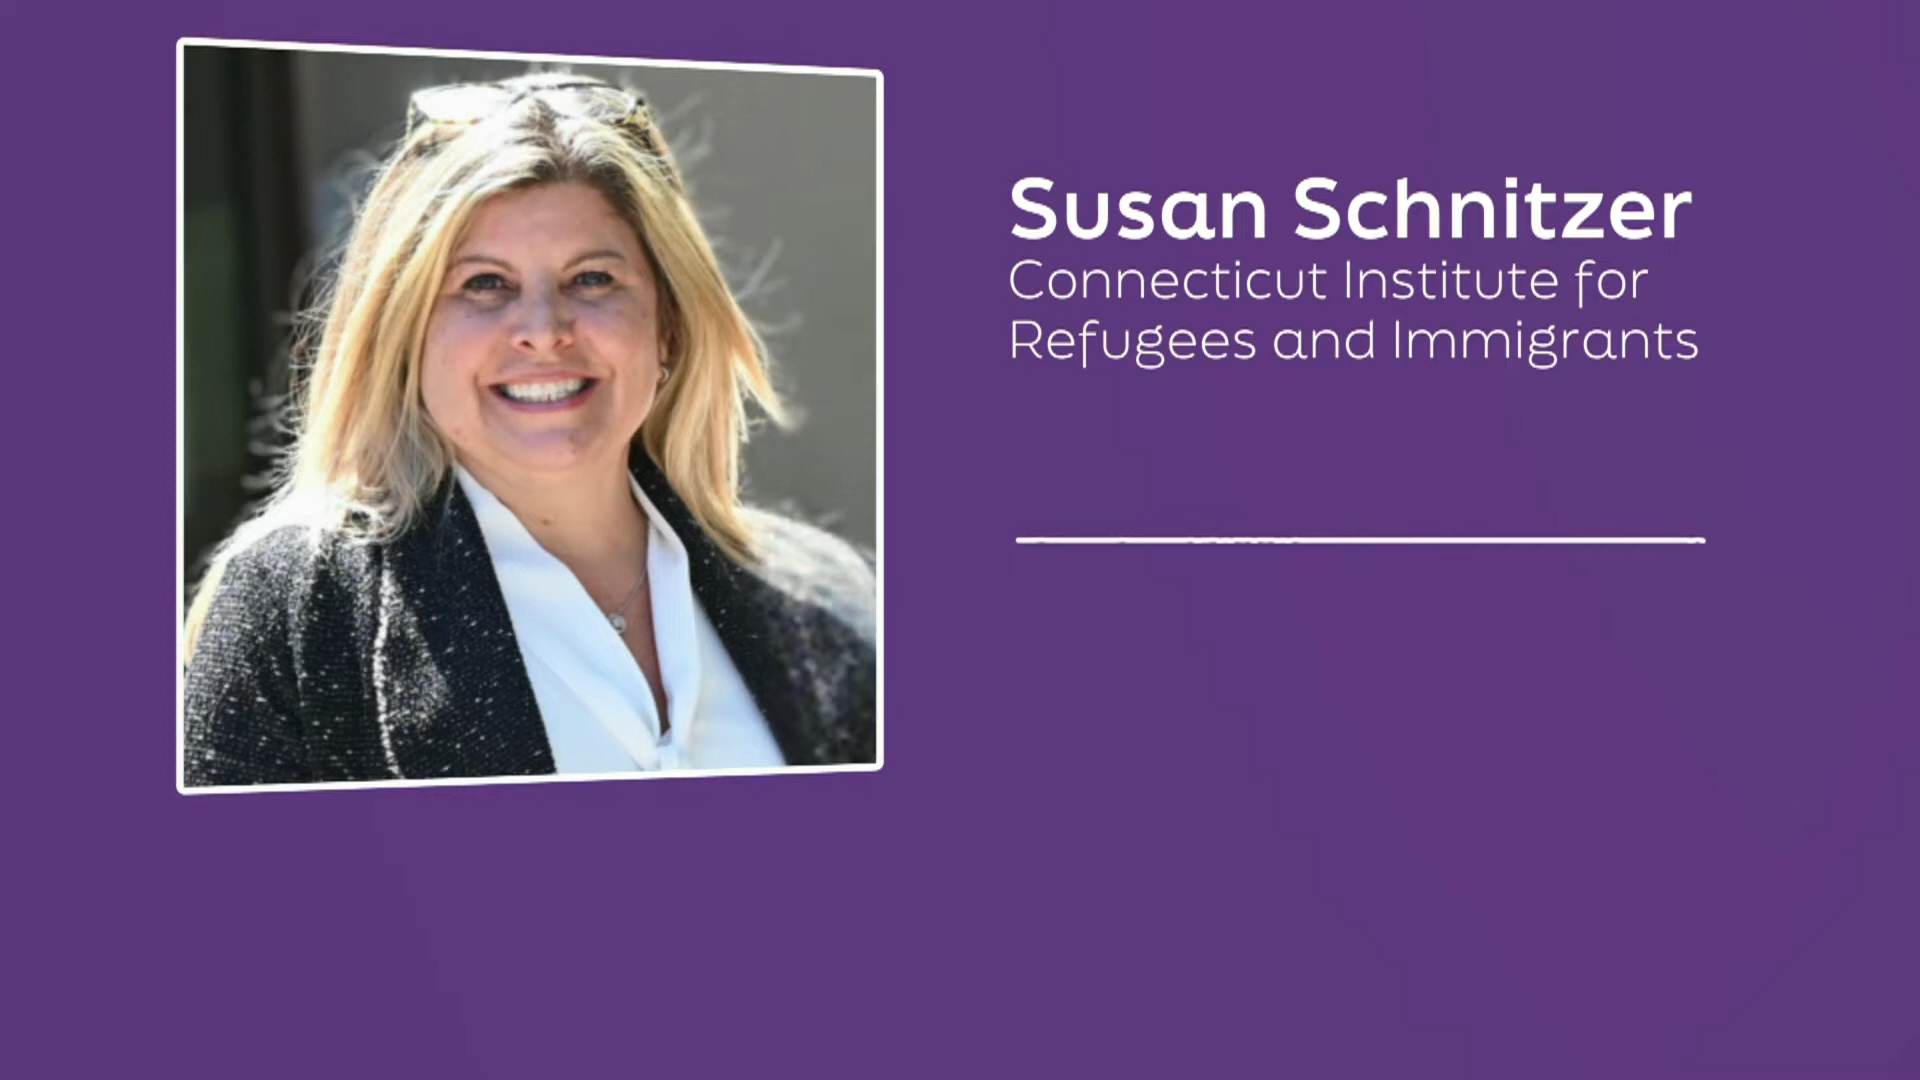 Susan Schnitzer
Connecticut Institute for
Refugees and Immigrants